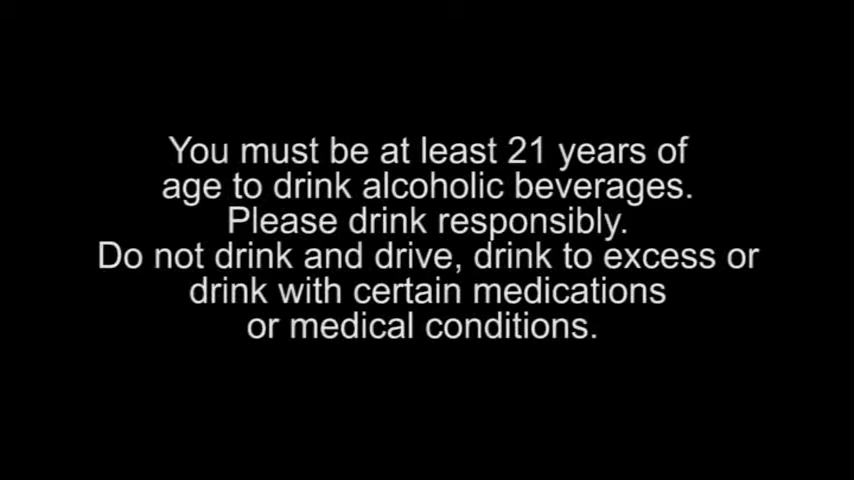 You must be at least 21 years of
age to drink alcoholic beverages.
Please drink responsibly.
Do not drink and drive, drink to excess or
drink with certain medications
or medical conditions.